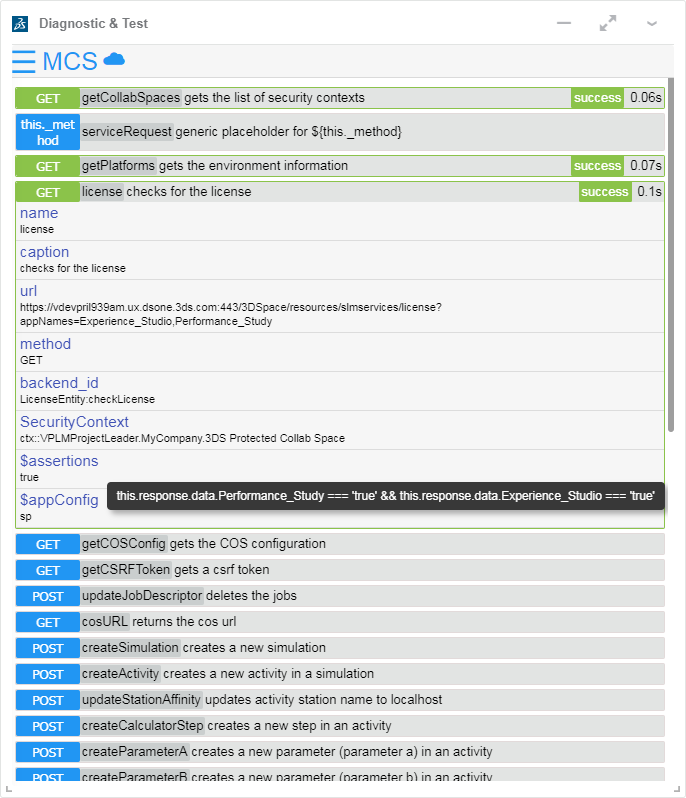 Diagnostic & Test
MCS
GET getCollabSpaces gets the list of security contexts success 0.06s
this._met
hod
serviceRequest generic placeholder for ${this._method}
GET getPlatforms gets the environment information success 0.07s
GET license checks for the license success 0.1s
name
license
caption
checks for the license
url
https://vdevpril939am.ux.dsone.3ds.com:443/3DSpace/resources/slmservices/license?
appNames=Experience_Studio,Performance_Study
method
GET
backend_id
LicenseEntity:checkLicense
SecurityContext
ctx::VPLMProjectLeader.MyCompany.3DS Protected Collab Space
$assertions
true
$appConfig
this.response.data.Performance_Study === 'true' && this.response.data.Experience_Studio === 'true'
sp
GET getCOSConfig gets the COS configuration
GET getCSRFToken gets a csrf token
POST updateJobDescriptor deletes the jobs
GET cosURL returns the cos url
POST createSimulation creates a new simulation
POST createActivity creates a new activity in a simulation
POST updateStationAffinity updates activity station name to localhost
POST createCalculatorStep creates a new step in an activity
POST createParameterA creates a new parameter (parameter a) in an activity
POST createParameterB creates a new parameter (parameter b) in an activity